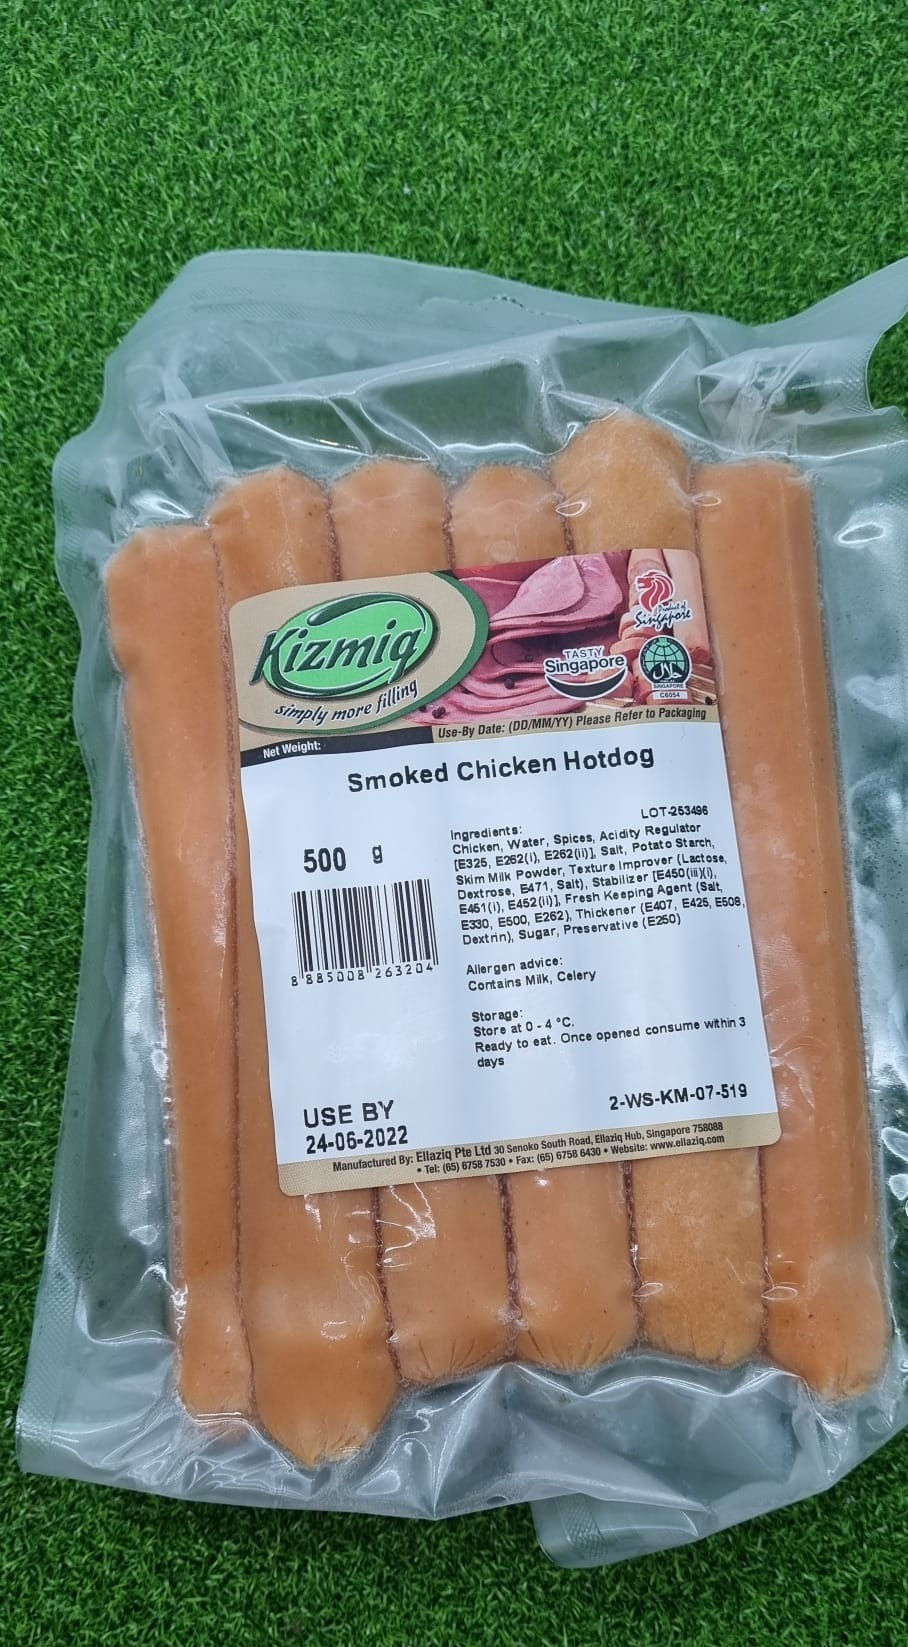 Kizmiq
simply more filling
Product of
Singapore
TASTY
Singapore
SINGAPORE
C6054
Use-By Date: (DD/MM/YY) Please Refer to Packaging
Net Weight:
Smoked Chicken Hotdog
LOT-253496
500 g
Ingredients:
Chicken, Water, Spices, Acidity Regulator
[E325, E262(i), E262(ii)], Salt, Potato Starch,
Skim Milk Powder, Texture Improver (Lactose,
Dextrose, E471, Salt), Stabilizer [E450(iii)(i),
E451(i), E452(ii)], Fresh Keeping Agent (Salt,
E330, E500, E262), Thickener (E407, E425, E508,
Dextrin), Sugar, Preservative (E250)
8 885008 263204
Allergen advice:
Contains Milk, Celery
Storage:
Store at 0 - 4 °C.
Ready to eat. Once opened consume within 3
days
USE BY
24-06-2022
2-WS-KM-07-519
Manufactured By: Ellaziq Pte Ltd 30 Senoko South Road, Ellaziq Hub, Singapore 758088
• Tel: (65) 6758 7530 • Fax: (65) 6758 6430 • Website: www.ellaziq.com